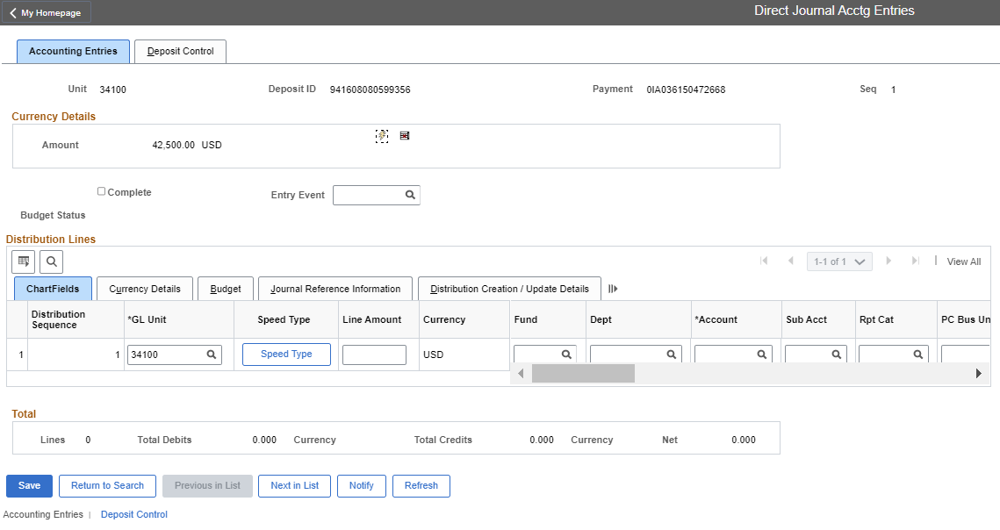 My Homepage
Direct Journal Acctg Entries
Accounting Entries Deposit Control
Unit 34100 Deposit ID 941608080599356 Payment 0IA036150472668 Seq 1
Currency Details
Amount 42,500.00 USD
Complete Entry Event
Budget Status
Distribution Lines
1-1 of 1 | View All
ChartFields Currency Details Budget Journal Reference Information Distribution Creation / Update Details
Distribution Sequence *GL Unit Speed Type Line Amount Currency Fund Dept *Account Sub Acct Rpt Cat PC Bus Un
1 1 34100 Speed Type USD
Total
Lines 0 Total Debits 0.000 Currency Total Credits 0.000 Currency Net 0.000
Save Return to Search Previous in List Next in List Notify Refresh
Accounting Entries | Deposit Control